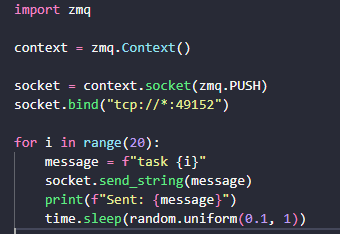 import zmq
context = zmq.Context()
socket = context.socket(zmq.PUSH)
socket.bind("tcp://*:49152")
for i in range(20):
    message = f"task {i}"
    socket.send_string(message)
    print(f"Sent: {message}")
    time.sleep(random.uniform(0.1, 1))